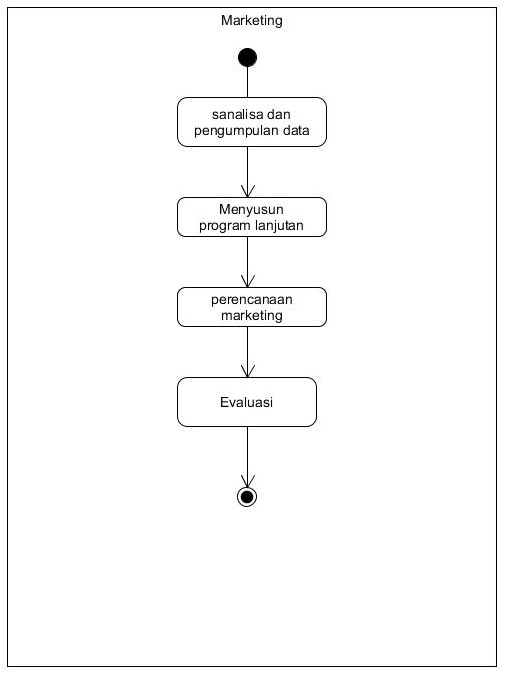 Marketing
sanalisa dan
pengumpulan data
Menyusun
program lanjutan
perencanaan
marketing
Evaluasi